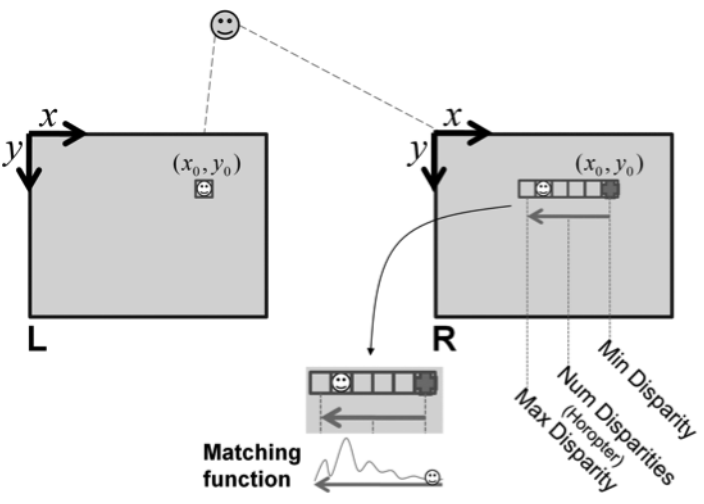 x
x
y
y
(x₀, y₀)
(x₀, y₀)
L
R
Min Disparity
Num Disparities
(Horopter)
Max Disparity
Matching
function